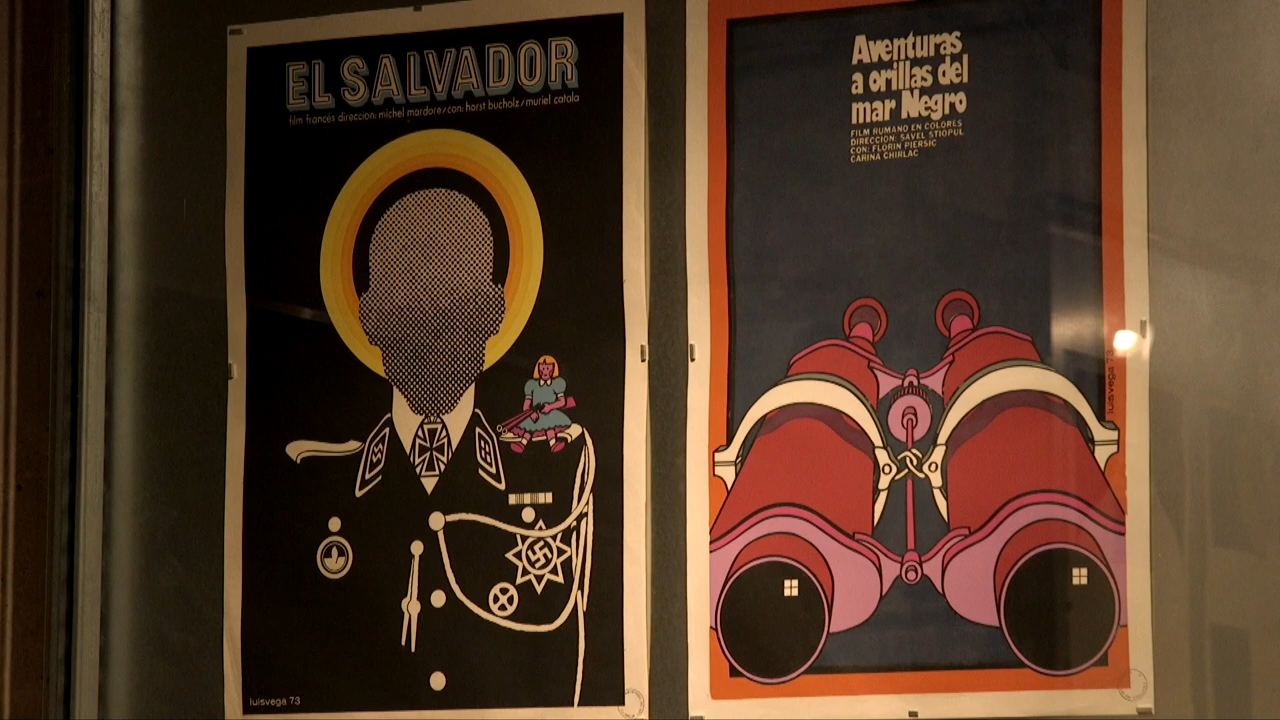 EL SALVADOR
film francés direccion: michel mardore/con: horst bucholz/muriel catala
luisvega 73
Aventuras
a orillas del
mar Negro
FILM RUMANO EN COLORES
DIRECCION: SAVEL STIOPUL
CON: FLORIN PIERSIC
CARINA CHIRLAC
luisvega 73